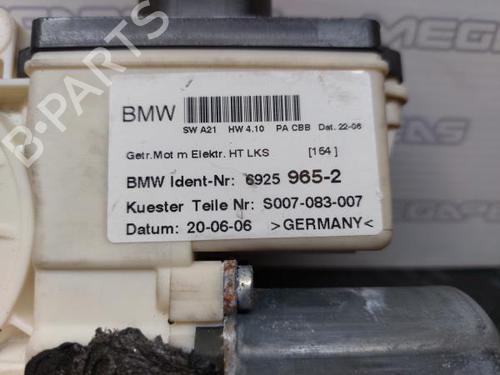 BMW
SW A21 HW 4.10 PA CBB Dat. 22-06
Getr.Mot m Elektr. HT LKS [154]
BMW Ident-Nr: 6925 965-2
Kuester Teile Nr: S007-083-007
Datum: 20-06-06 >GERMANY<
B-PARTS